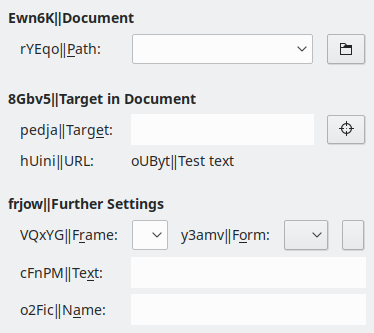 Ewn6K||Document
rYEqo||Path:
8Gbv5||Target in Document
pedja||Target:
hUini||URL: oUByt||Test text
frjow||Further Settings
VQxYG||Frame: y3amv||Form:
cFnPM||Text:
o2Fic||Name: